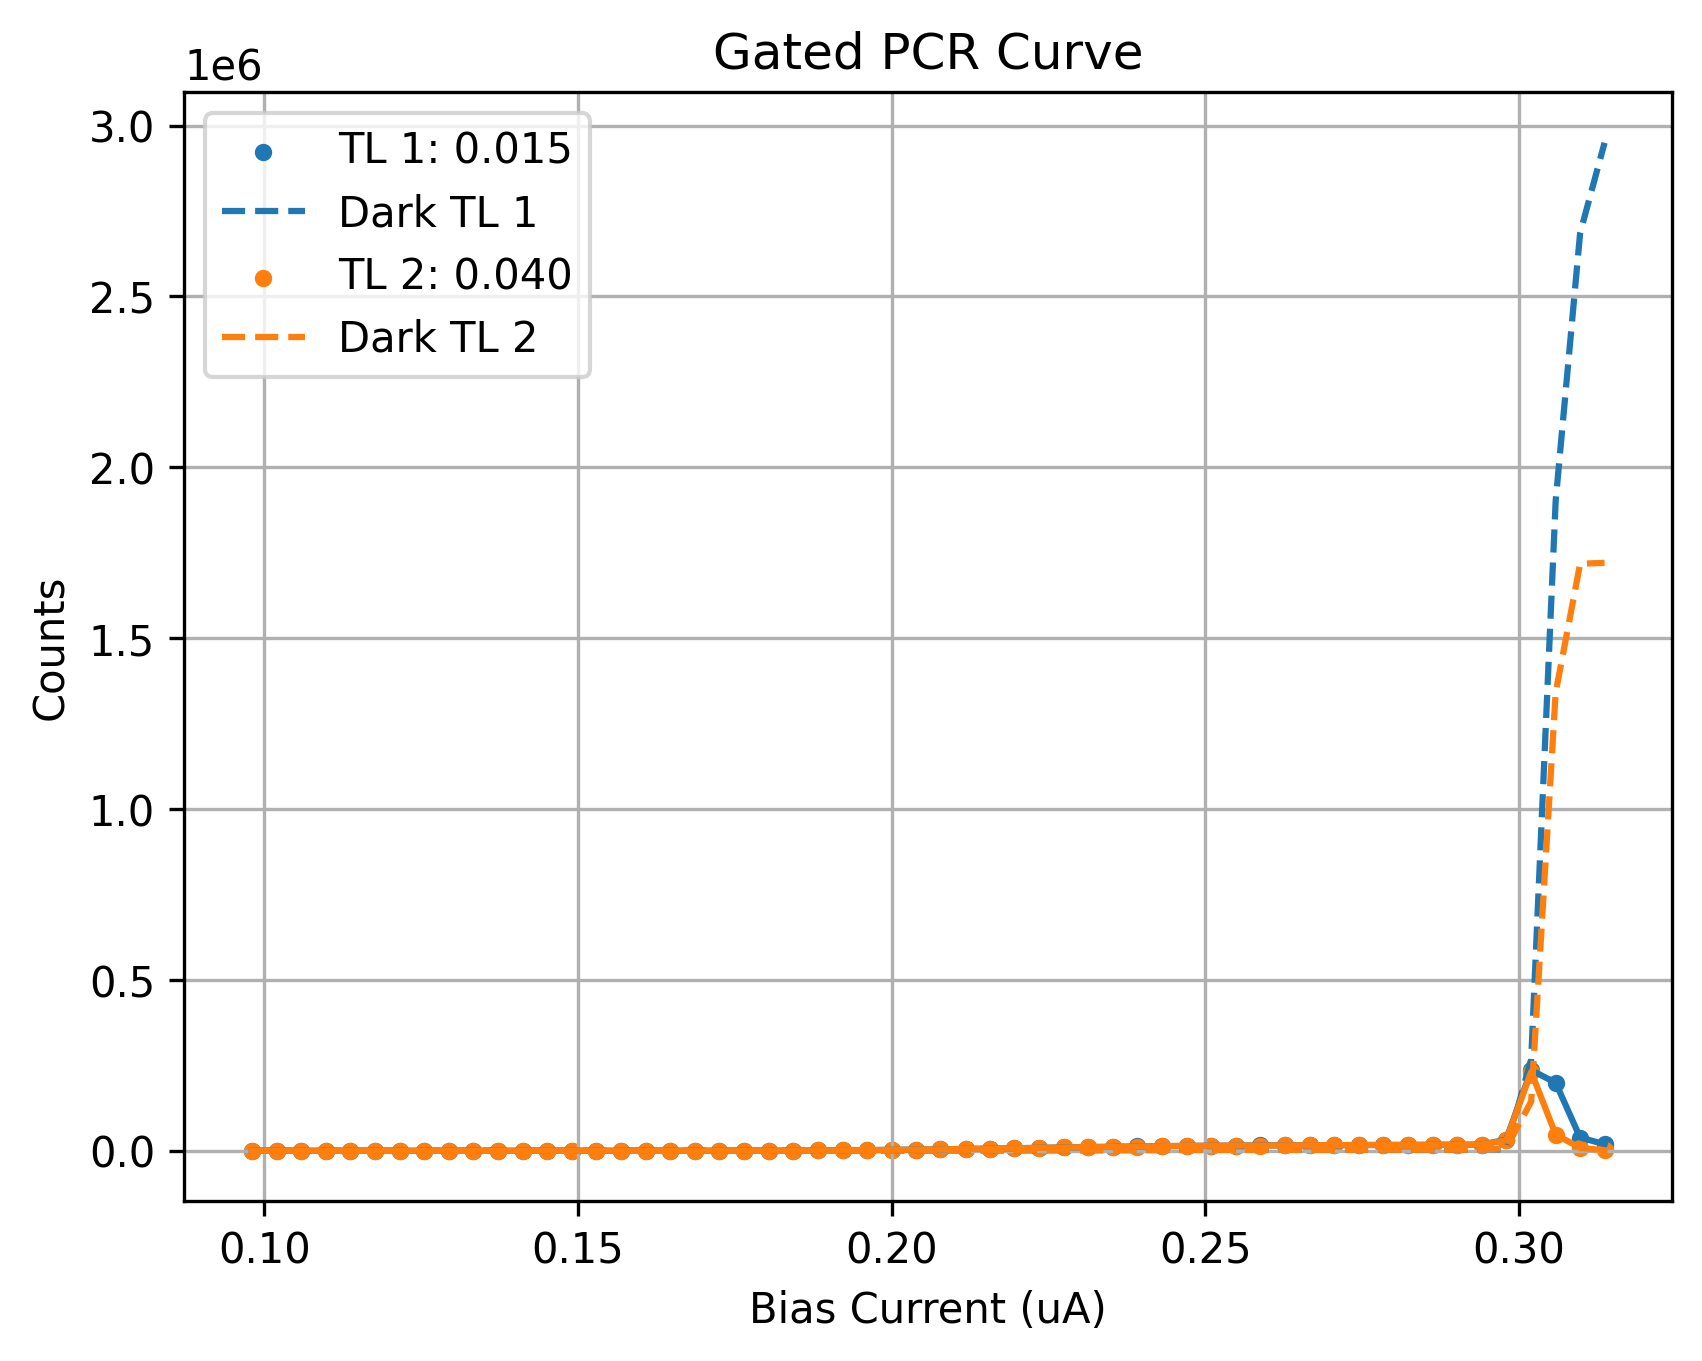 Gated PCR Curve
1e6
3.0
2.5
2.0
1.5
1.0
0.5
0.0
Counts
TL 1: 0.015
Dark TL 1
TL 2: 0.040
Dark TL 2
0.10 0.15 0.20 0.25 0.30
Bias Current (uA)